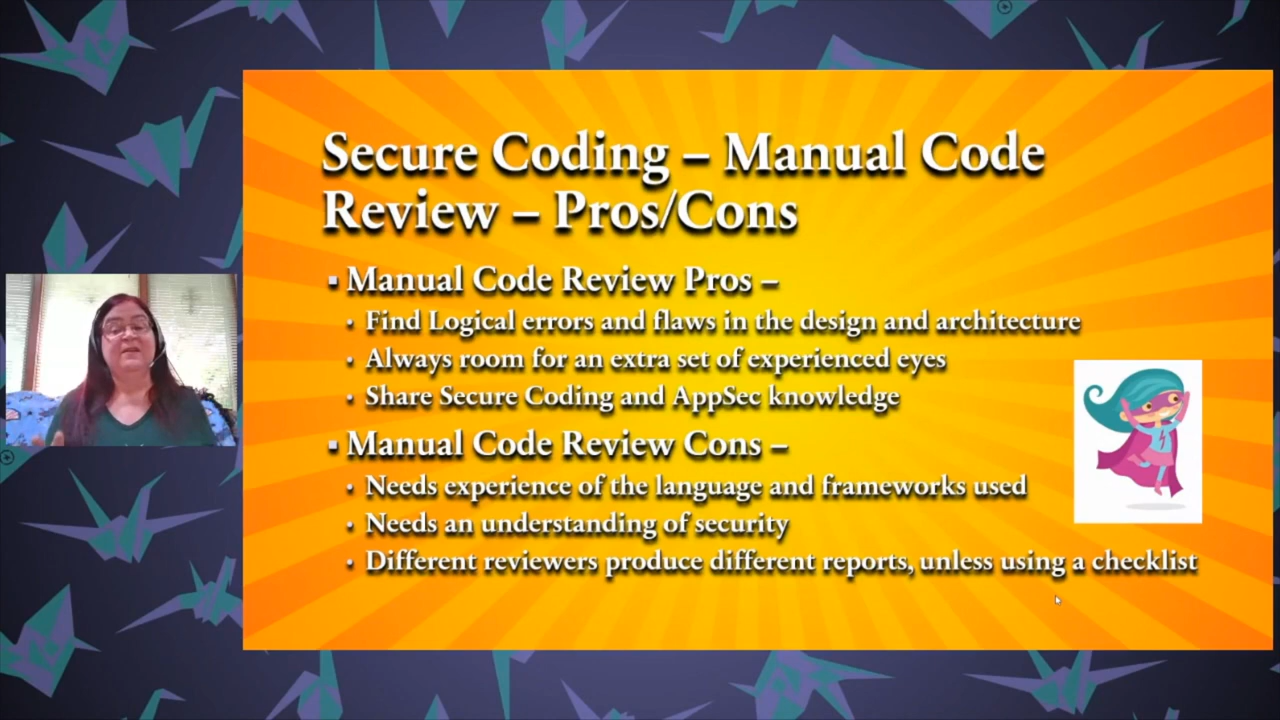 Secure Coding – Manual Code
Review – Pros/Cons
▪ Manual Code Review Pros –
• Find Logical errors and flaws in the design and architecture
• Always room for an extra set of experienced eyes
• Share Secure Coding and AppSec knowledge
▪ Manual Code Review Cons –
• Needs experience of the language and frameworks used
• Needs an understanding of security
• Different reviewers produce different reports, unless using a checklist